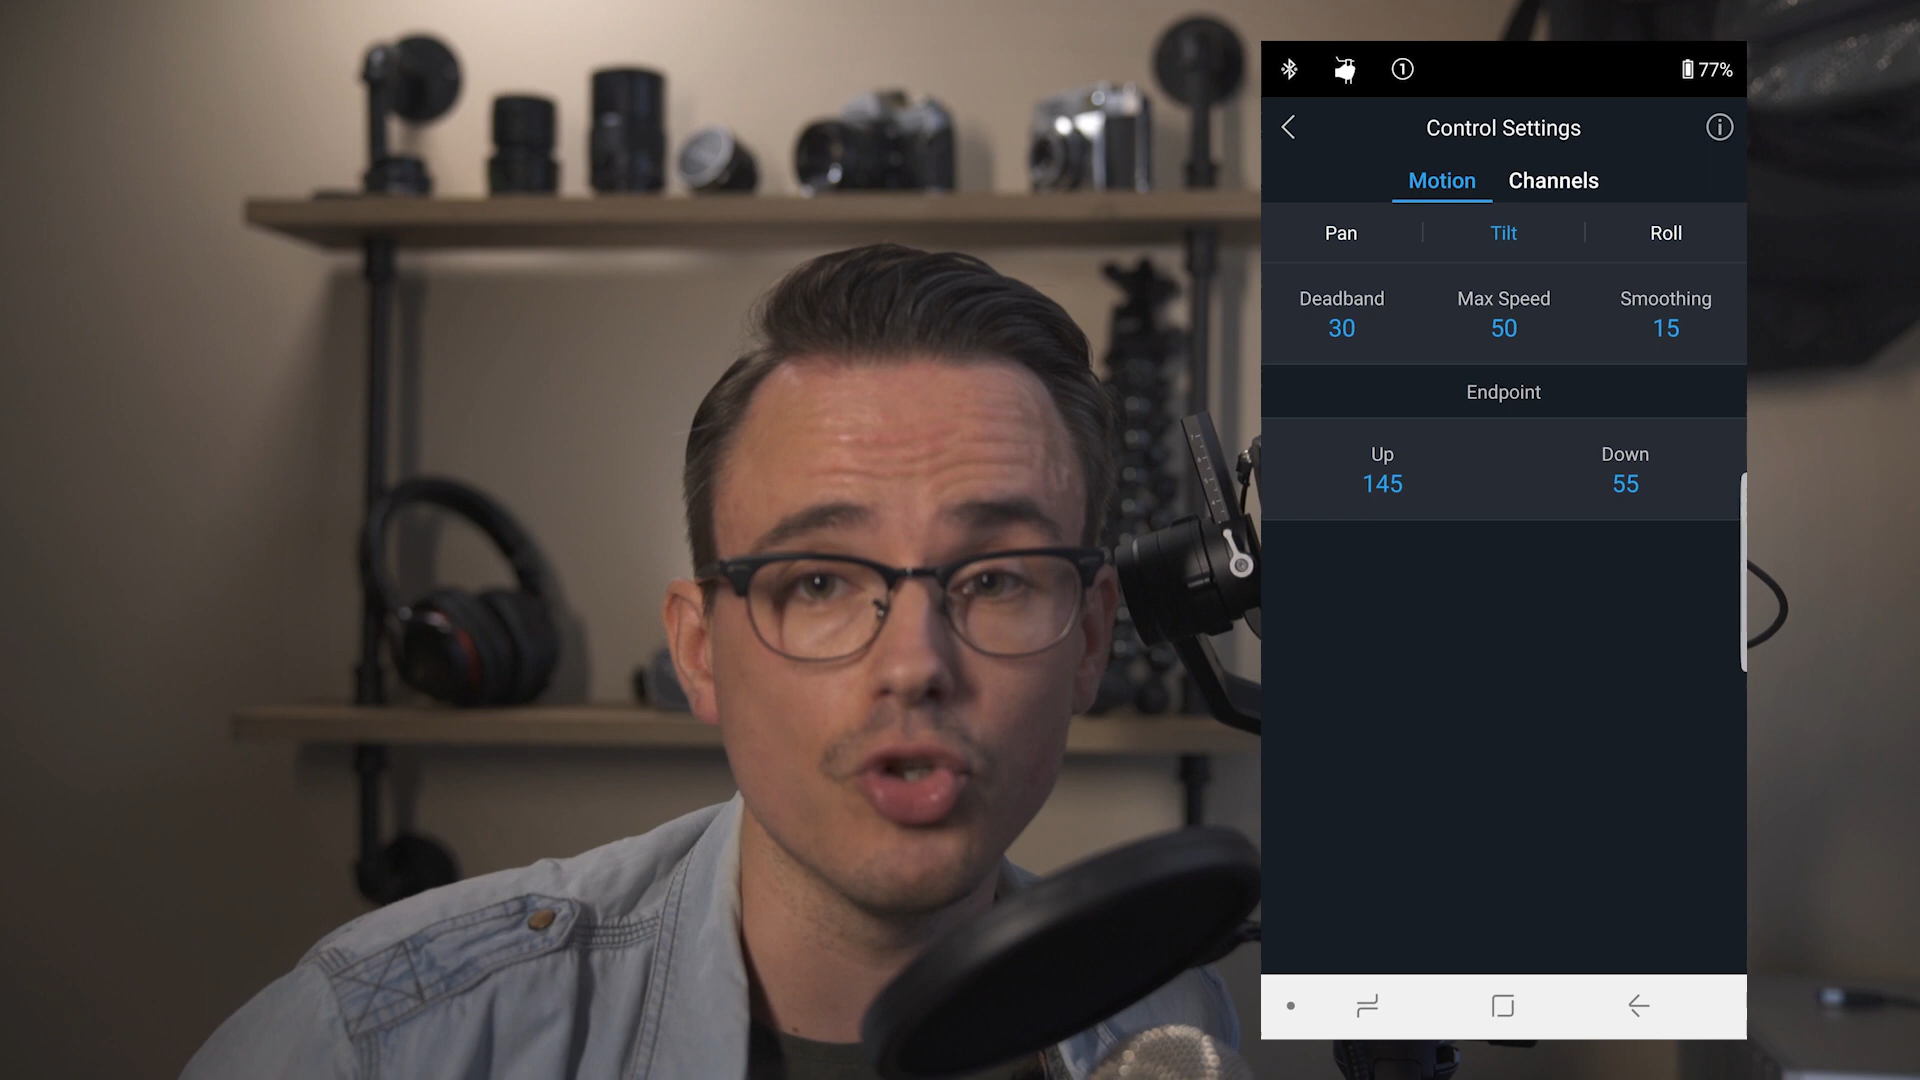 1 77%
Control Settings
Motion Channels
Pan Tilt Roll
Deadband Max Speed Smoothing
30 50 15
Endpoint
Up Down
145 55